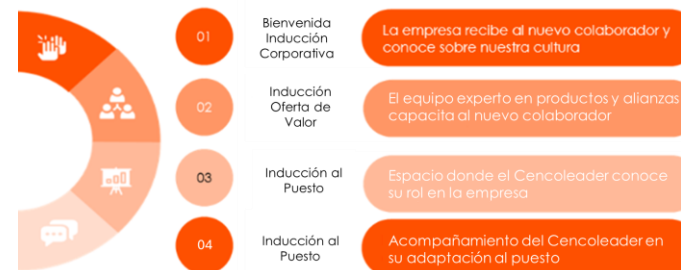 01
Bienvenida
Inducción
Corporativa
La empresa recibe al nuevo colaborador y
conoce sobre nuestra cultura
02
Inducción
Oferta de
Valor
El equipo experto en productos y alianzas
capacita al nuevo colaborador
03
Inducción al
Puesto
Espacio donde el Cencoleader conoce
su rol en la empresa
04
Inducción al
Puesto
Acompañamiento del Cencoleader en
su adaptación al puesto